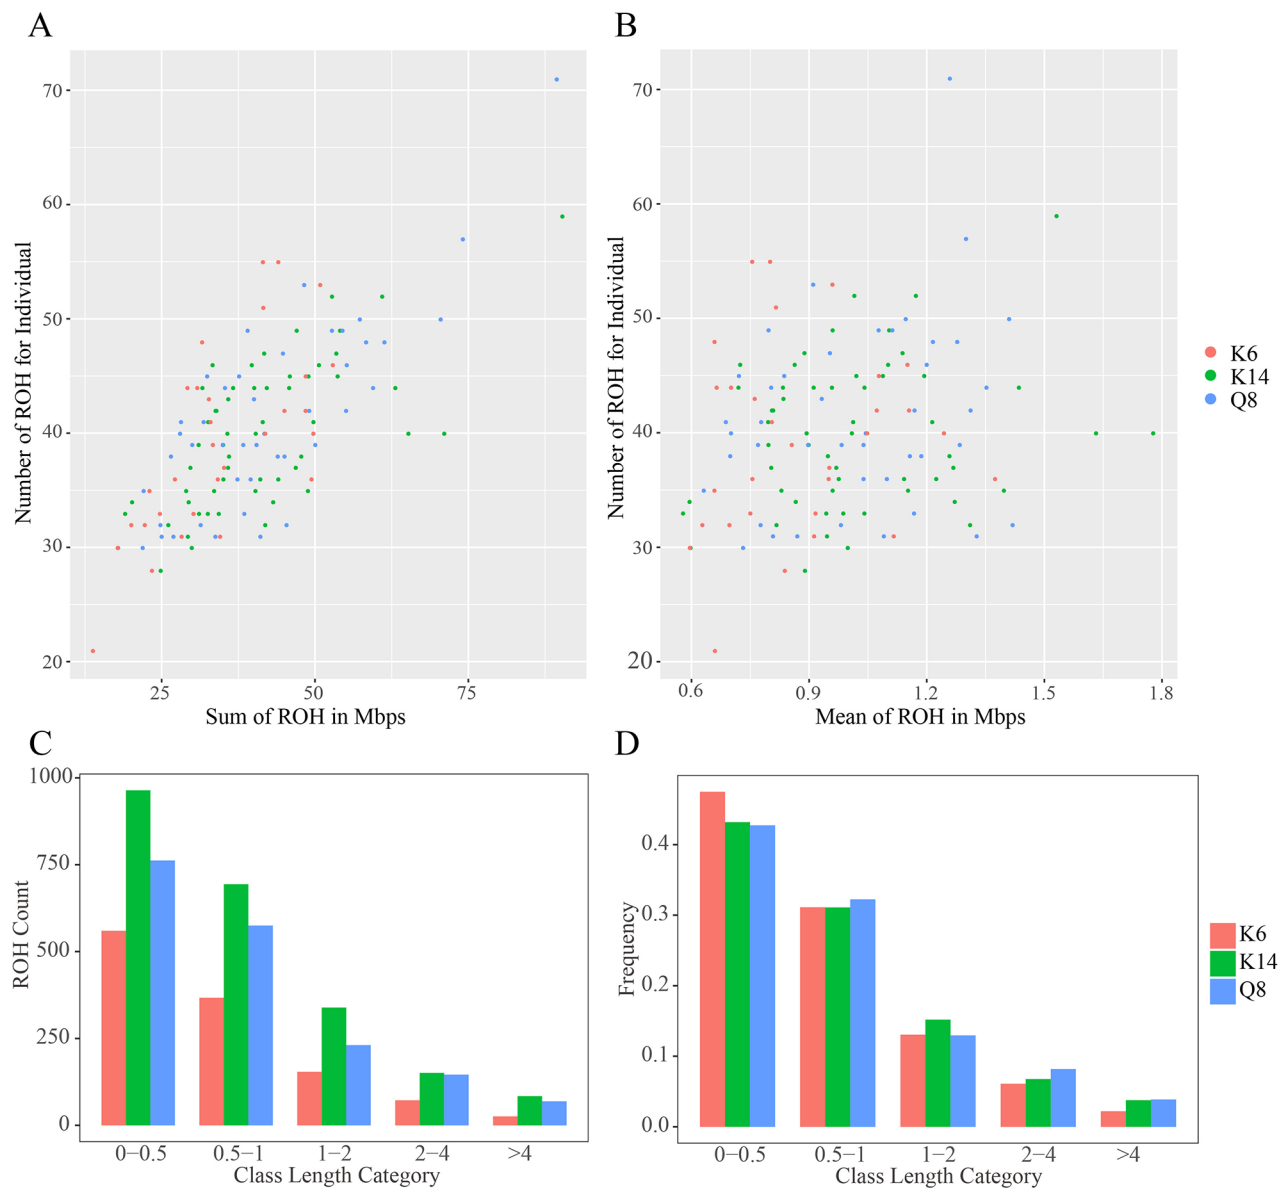 A
B
70
60
50
40
30
20
Number of ROH for Individual
25
50
75
Sum of ROH in Mbps
70
60
50
40
30
20
Number of ROH for Individual
0.6
0.9
1.2
1.5
1.8
Mean of ROH in Mbps
K6
K14
Q8
C
D
1000
750
500
250
0
ROH Count
0−0.5
0.5−1
1−2
2−4
>4
Class Length Category
0.4
0.3
0.2
0.1
0.0
Frequency
0−0.5
0.5−1
1−2
2−4
>4
Class Length Category
K6
K14
Q8